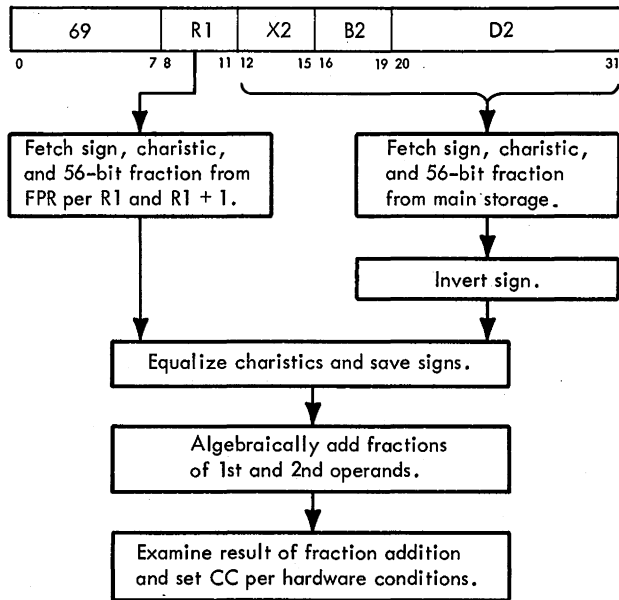 69 R1 X2 B2 D2
0 7 8 11 12 15 16 19 20 31
Fetch sign, charistic,
and 56-bit fraction from
FPR per R1 and R1 + 1.
Fetch sign, charistic,
and 56-bit fraction
from main storage.
Invert sign.
Equalize charistics and save signs.
Algebraically add fractions
of 1st and 2nd operands.
Examine result of fraction addition
and set CC per hardware conditions.